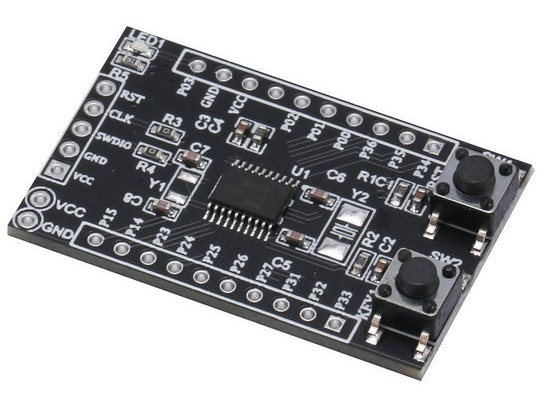 LED1
R5
P03
GND
VCC
P02
P01
P00
P36
P35
P34
RST
CLK
SWDIO
GND
VCC
R3
R4
C3
C4
C7
Y1
C8
U1
C6
Y2
R1
R2
C2
C5
SW2
KEY1
VCC
GND
P15
P14
P23
P24
P25
P26
P27
P31
P32
P33